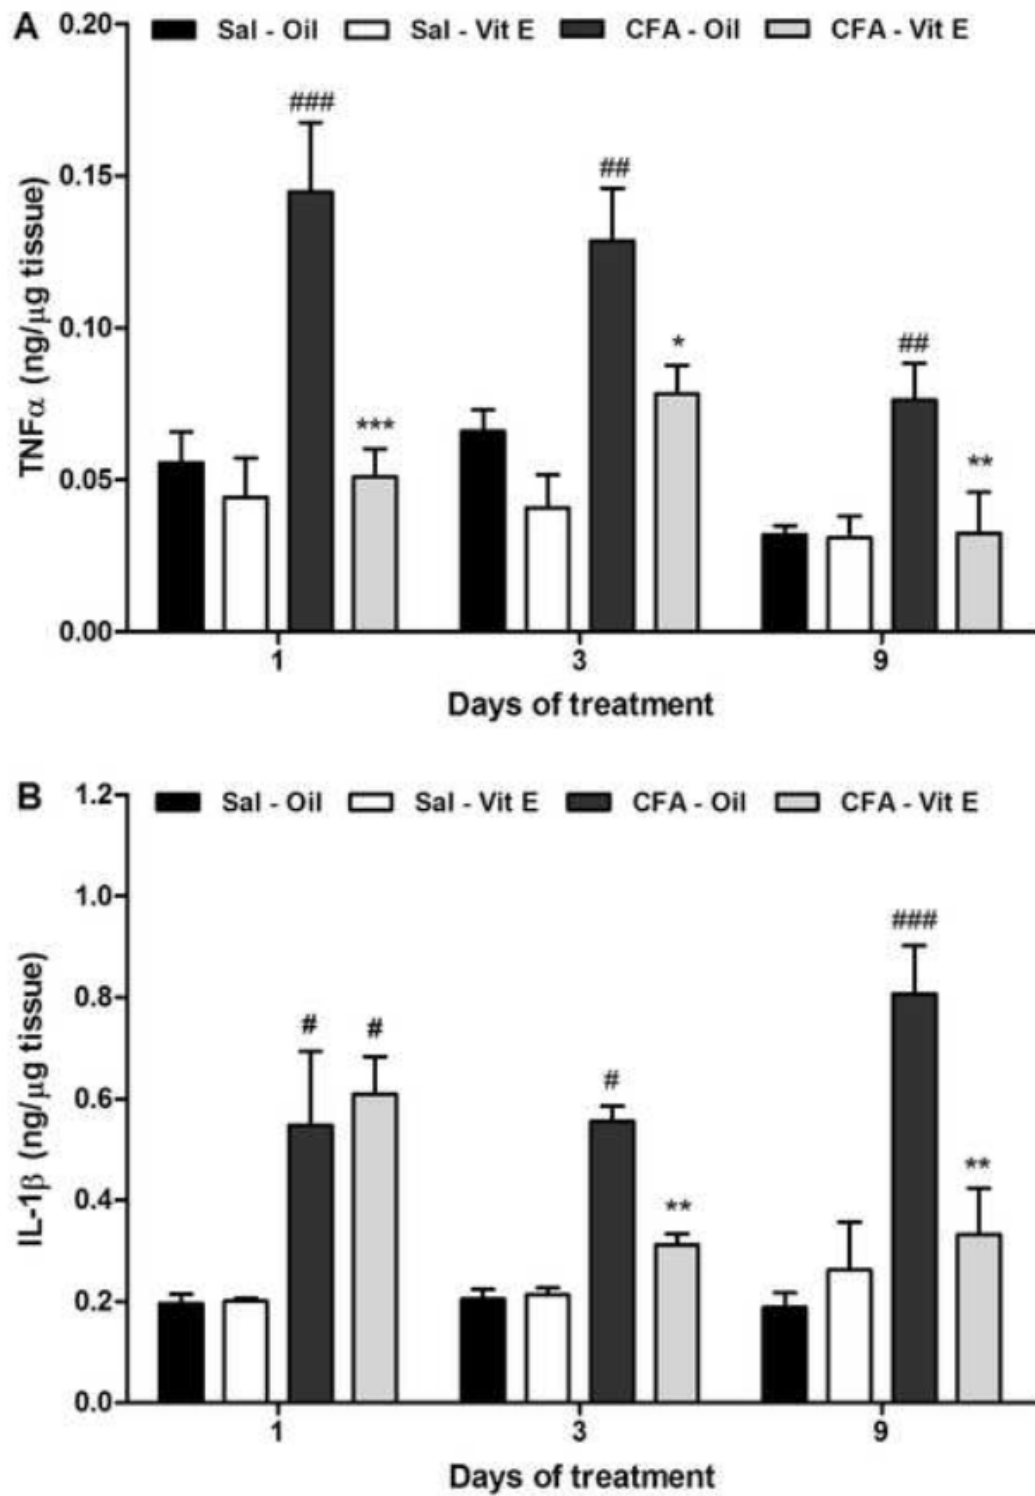 A
Sal - Oil Sal - Vit E CFA - Oil CFA - Vit E
TNFα (ng/μg tissue)
0.20
0.15
0.10
0.05
0.00
###
***
##
*
##
**
1 3 9
Days of treatment
B
Sal - Oil Sal - Vit E CFA - Oil CFA - Vit E
IL-1β (ng/μg tissue)
1.2
1.0
0.8
0.6
0.4
0.2
0.0
#
#
#
**
###
**
1 3 9
Days of treatment